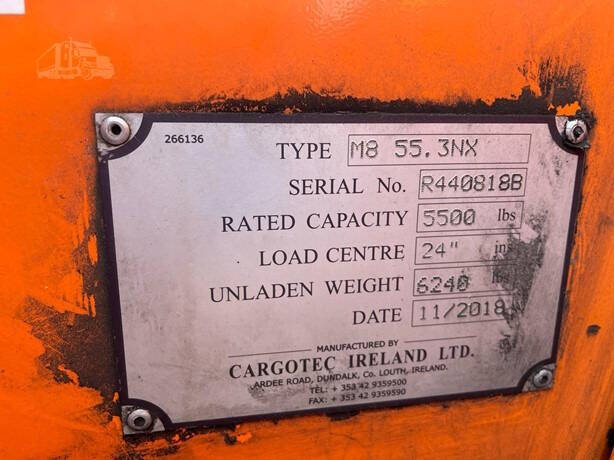 266136
TYPE M8 55.3NX
SERIAL No. R440818B
RATED CAPACITY 5500 lbs
LOAD CENTRE 24" ins
UNLADEN WEIGHT 6240 lbs
DATE 11/2018
MANUFACTURED BY
CARGOTEC IRELAND LTD.
ARDEE ROAD, DUNDALK, Co. LOUTH, IRELAND.
TEL: + 353 42 9359500
FAX: + 353 42 9359590